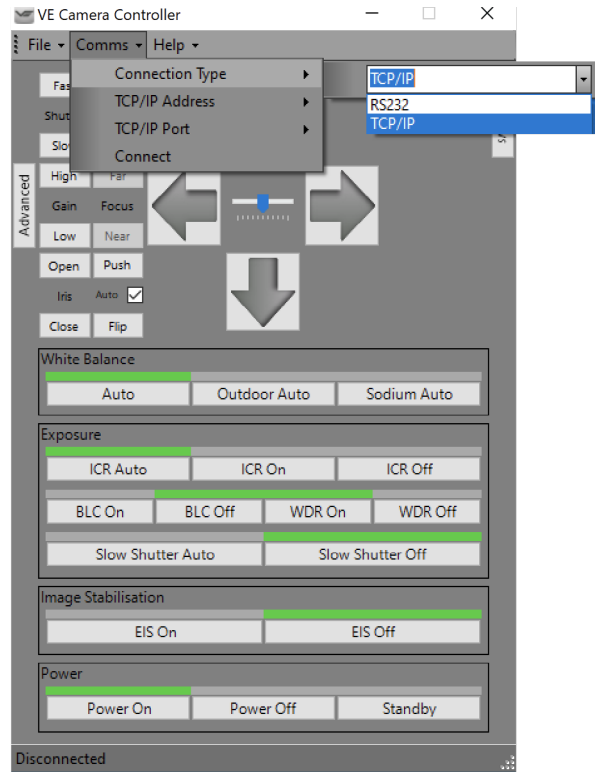 VE Camera Controller
File Comms Help
Connection Type
TCP/IP
TCP/IP Address
RS232
TCP/IP Port
TCP/IP
Connect
Advanced
High Far
Gain Focus
Low Near
Open Push
Iris Auto
Close Flip
White Balance
Auto Outdoor Auto Sodium Auto
Exposure
ICR Auto ICR On ICR Off
BLC On BLC Off WDR On WDR Off
Slow Shutter Auto Slow Shutter Off
Image Stabilisation
EIS On EIS Off
Power
Power On Power Off Standby
Disconnected